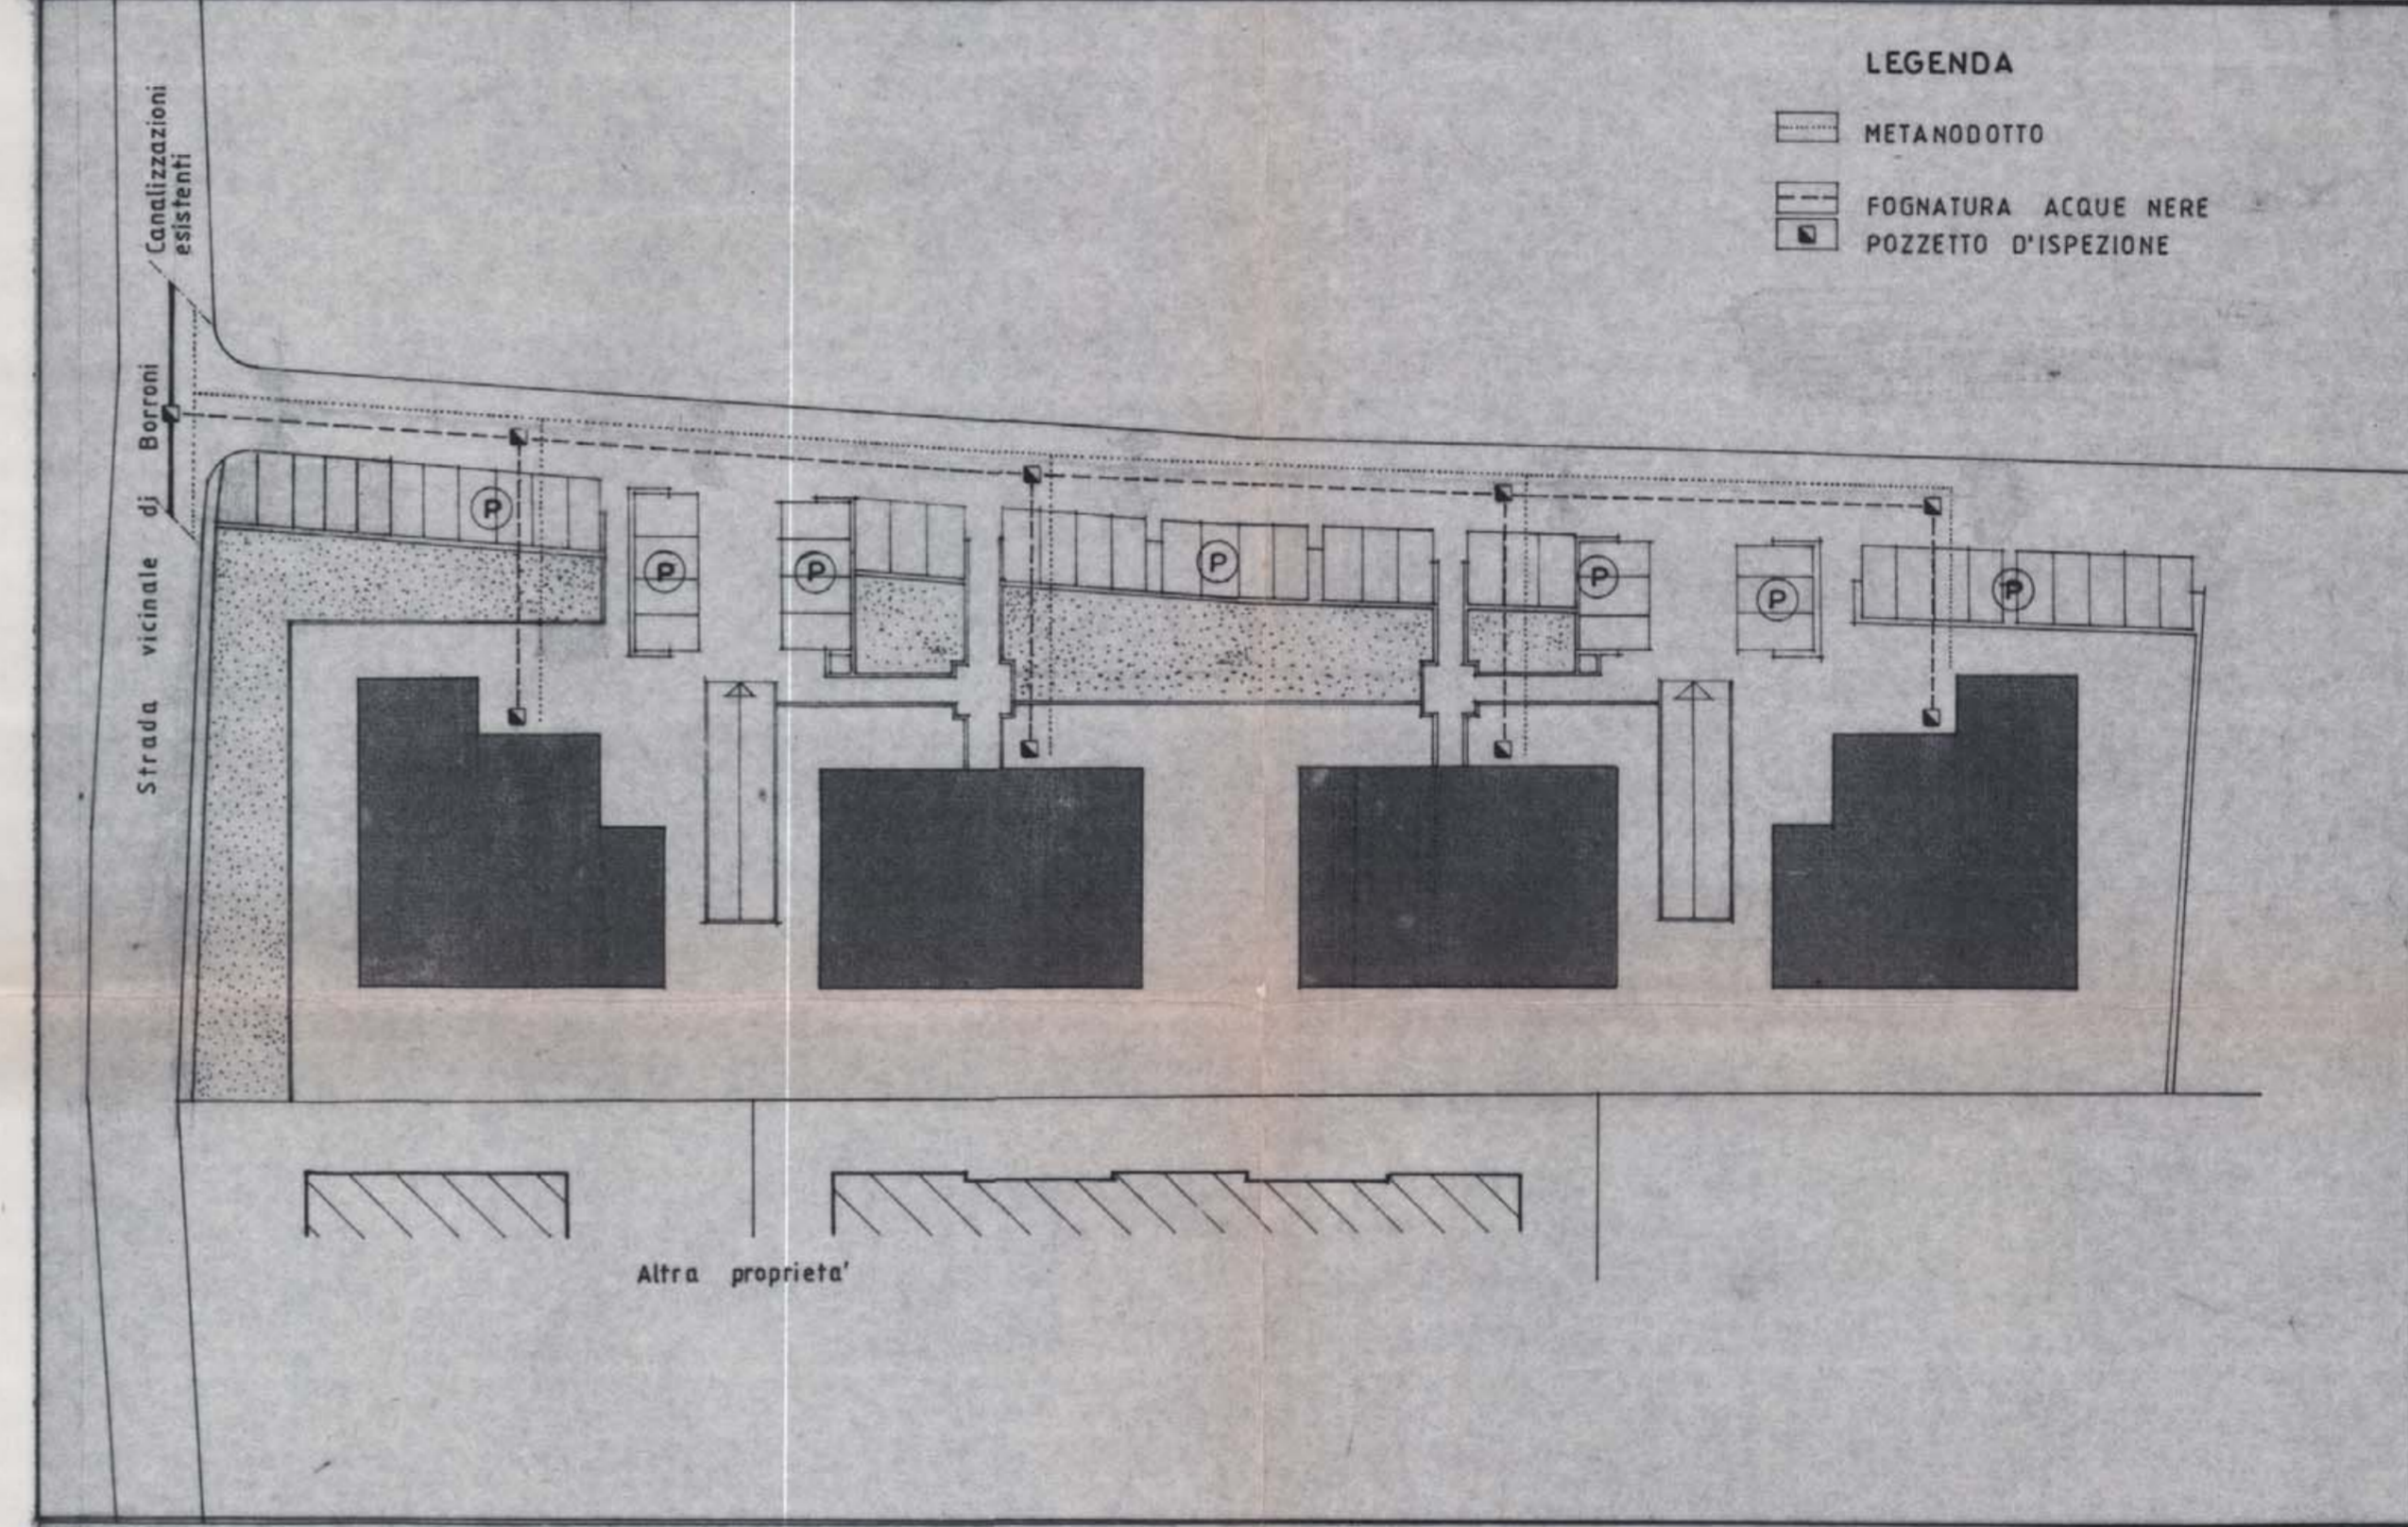 LEGENDA
METANODOTTO
FOGNATURA ACQUE NERE
POZZETTO D'ISPEZIONE
Canalizzazioni
esistenti
Strada vicinale di Borroni
P
P
P
P
P
P
P
Altra proprieta'